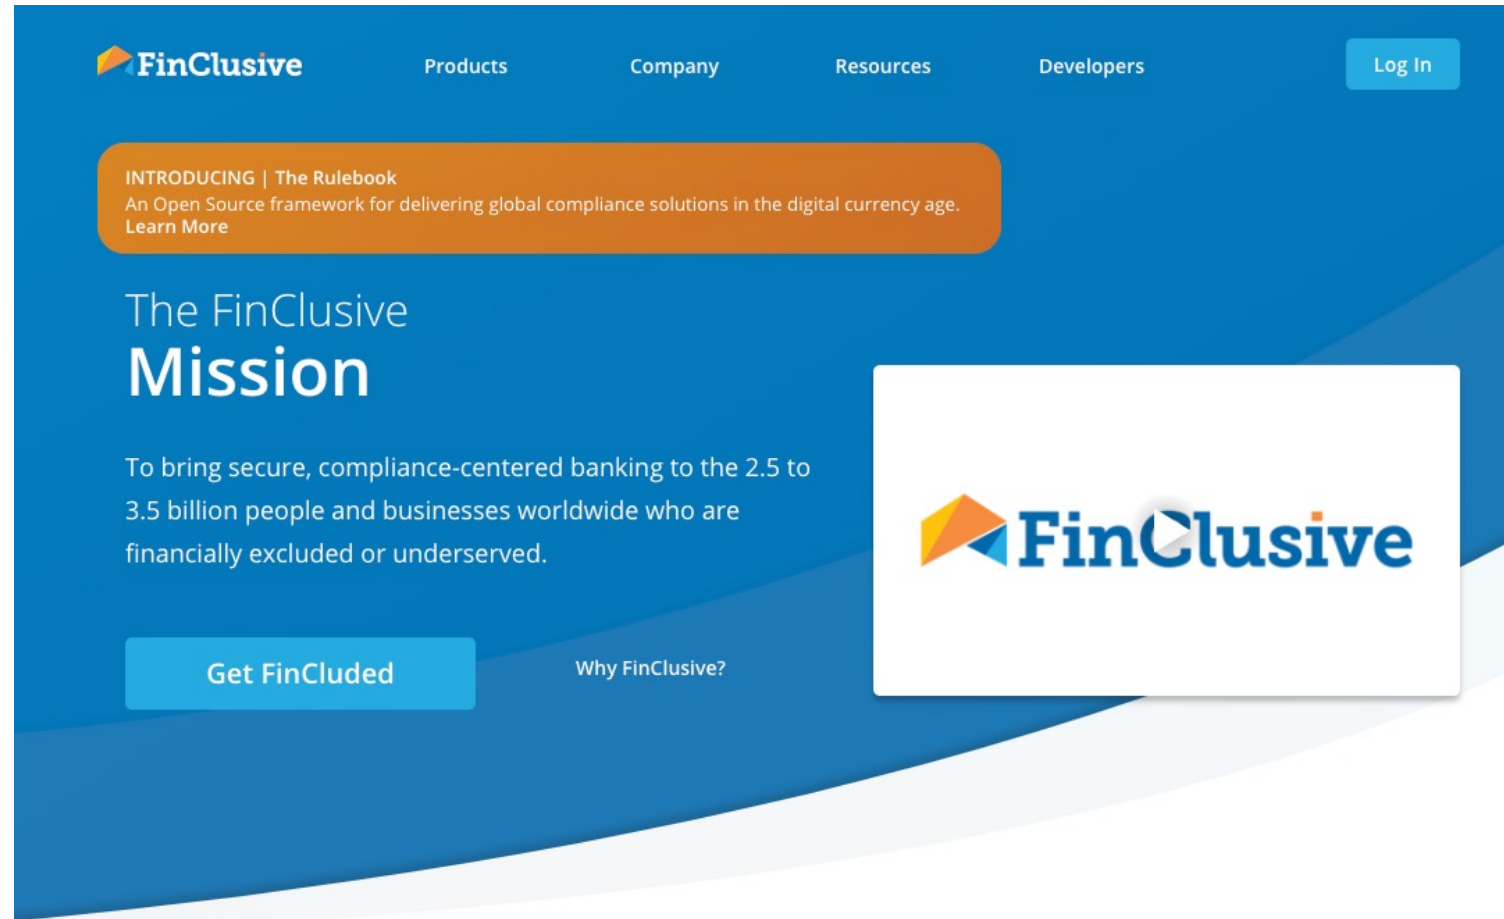 FinClusive
Products
Company
Resources
Developers
Log In
INTRODUCING | The Rulebook
An Open Source framework for delivering global compliance solutions in the digital currency age.
Learn More
The FinClusive
Mission
To bring secure, compliance-centered banking to the 2.5 to
3.5 billion people and businesses worldwide who are
financially excluded or underserved.
FinClusive
Get FinCluded
Why FinClusive?